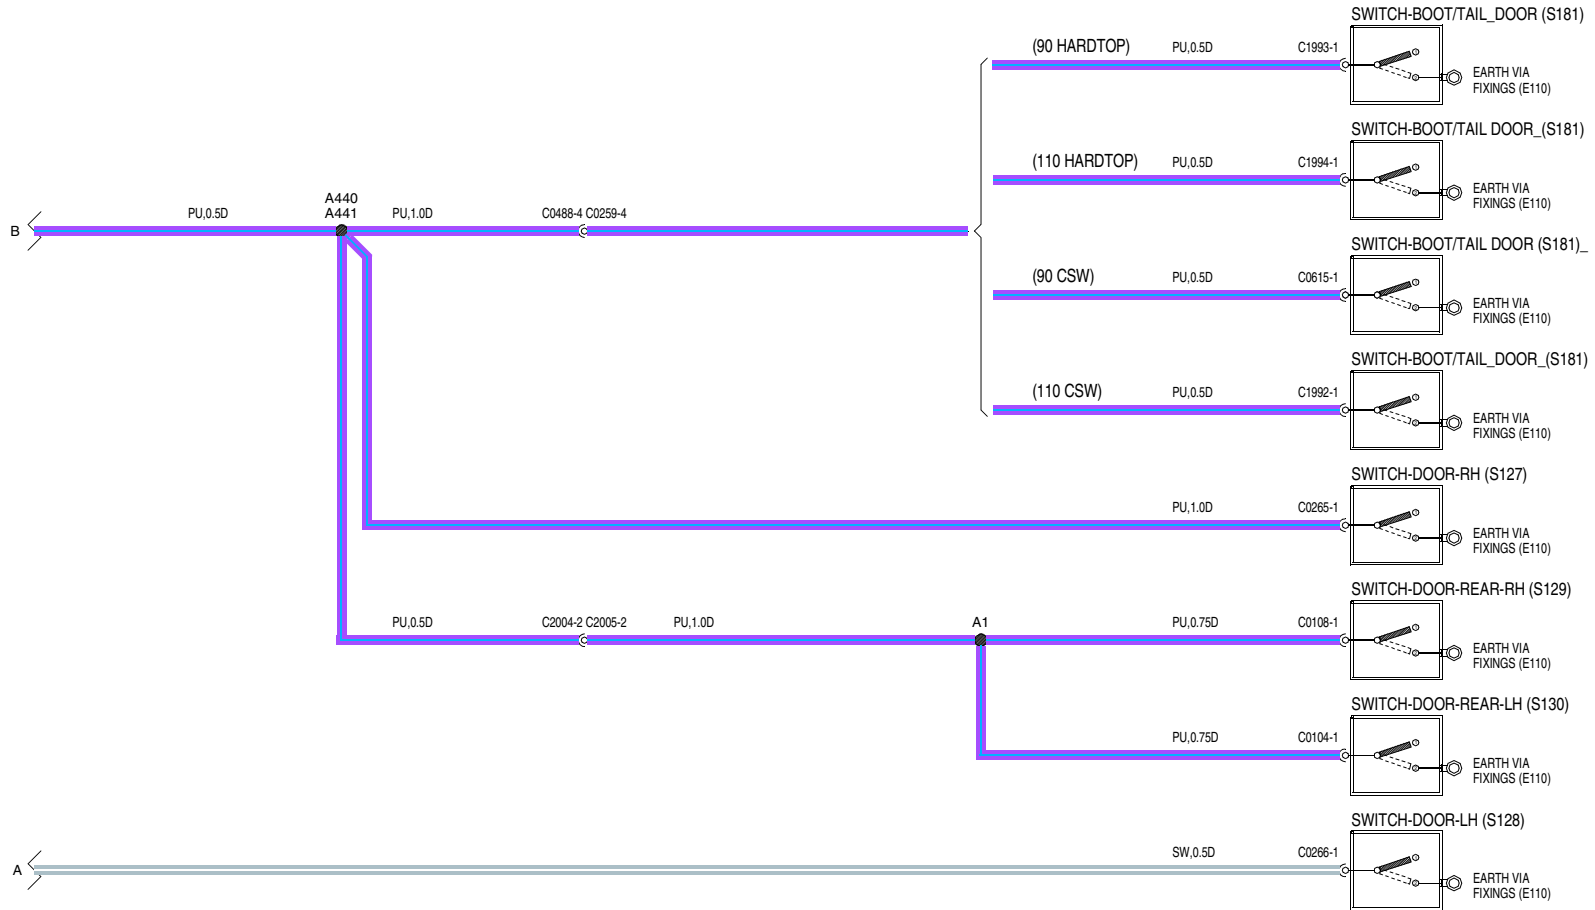 SWITCH-BOOT/TAIL_DOOR (S181)
(90 HARDTOP) PU,0.5D C1993-1
EARTH VIA
FIXINGS (E110)
SWITCH-BOOT/TAIL DOOR_(S181)
(110 HARDTOP) PU,0.5D C1994-1
EARTH VIA
FIXINGS (E110)
A440
A441
B PU,0.5D PU,1.0D C0488-4 C0259-4
SWITCH-BOOT/TAIL DOOR (S181)_
(90 CSW) PU,0.5D C0615-1
EARTH VIA
FIXINGS (E110)
SWITCH-BOOT/TAIL_DOOR_(S181)
(110 CSW) PU,0.5D C1992-1
EARTH VIA
FIXINGS (E110)
SWITCH-DOOR-RH (S127)
PU,1.0D C0265-1
EARTH VIA
FIXINGS (E110)
SWITCH-DOOR-REAR-RH (S129)
PU,0.5D C2004-2 C2005-2 PU,1.0D A1 PU,0.75D C0108-1
EARTH VIA
FIXINGS (E110)
SWITCH-DOOR-REAR-LH (S130)
PU,0.75D C0104-1
EARTH VIA
FIXINGS (E110)
SWITCH-DOOR-LH (S128)
A SW,0.5D C0266-1
EARTH VIA
FIXINGS (E110)